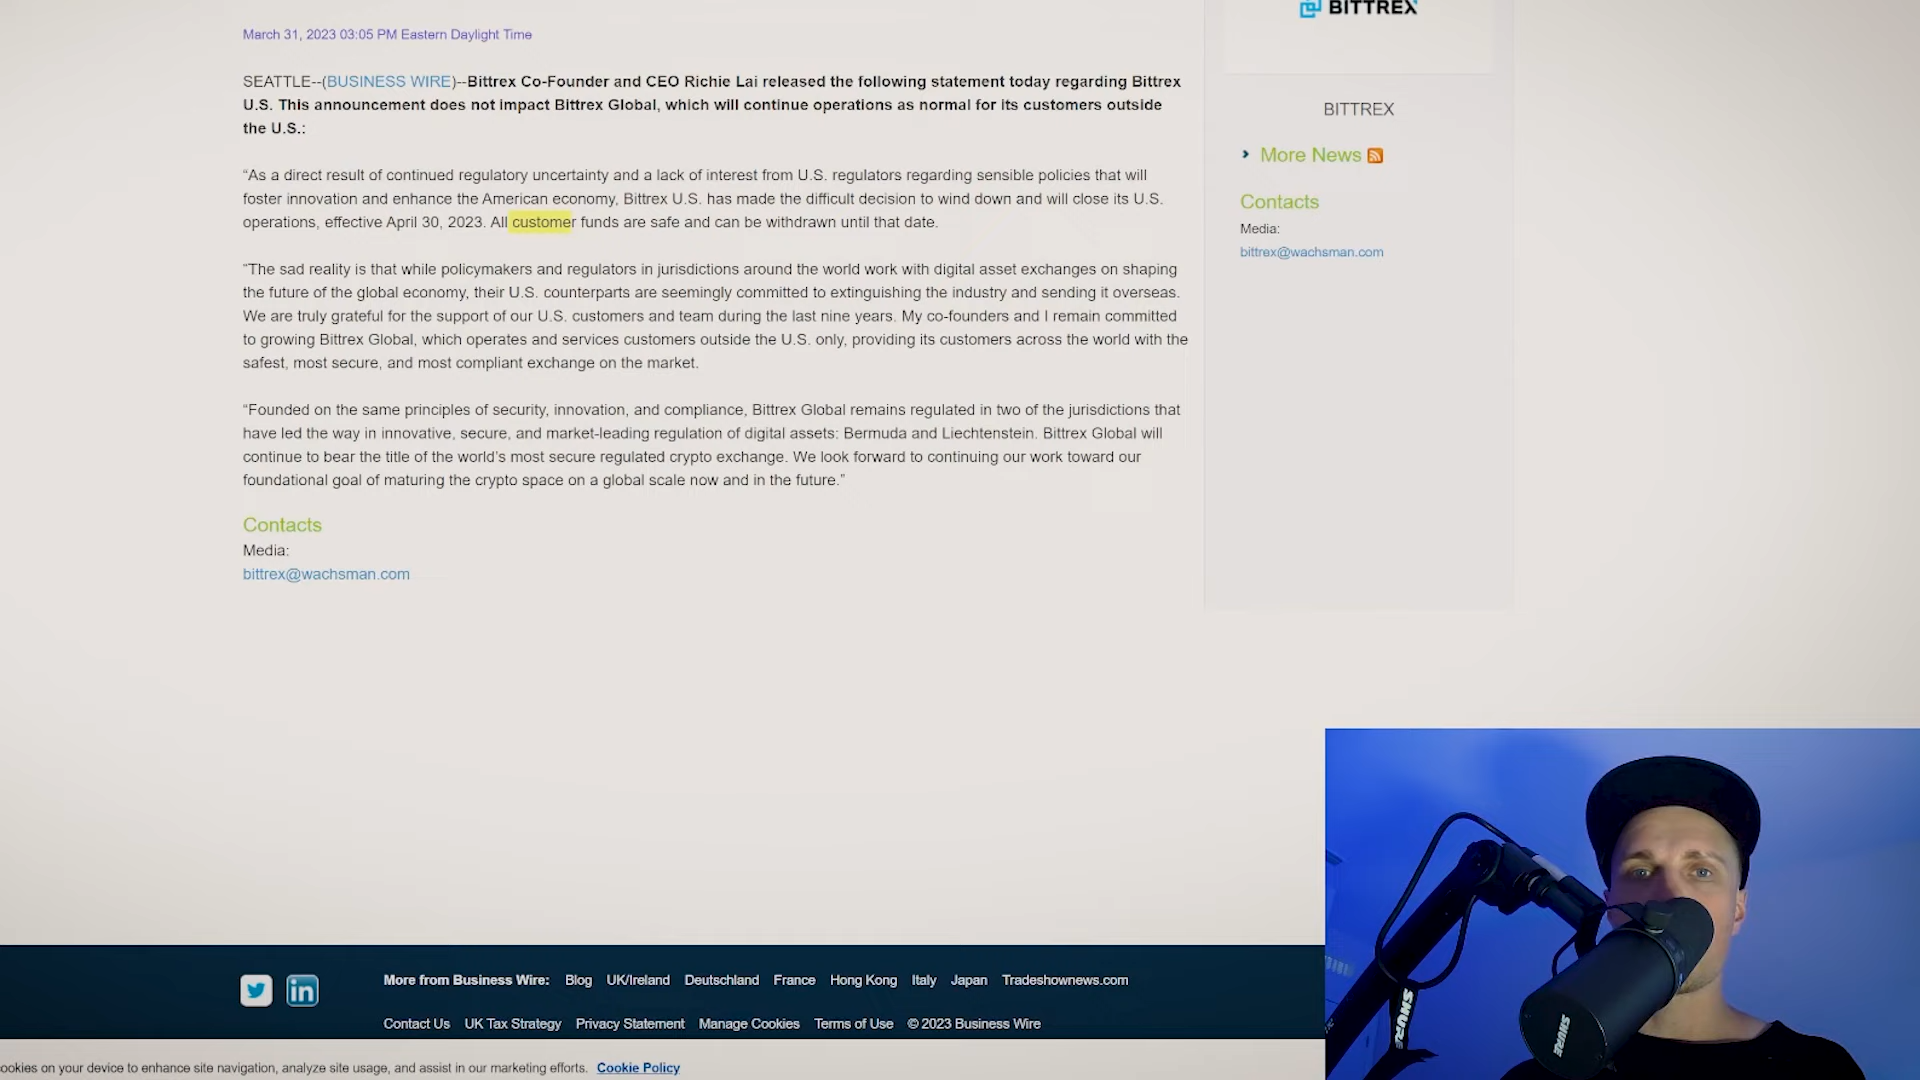 BITTREX
March 31, 2023 03:05 PM Eastern Daylight Time
SEATTLE--(BUSINESS WIRE)--Bittrex Co-Founder and CEO Richie Lai released the following statement today regarding Bittrex
U.S. This announcement does not impact Bittrex Global, which will continue operations as normal for its customers outside
the U.S.:
“As a direct result of continued regulatory uncertainty and a lack of interest from U.S. regulators regarding sensible policies that will
foster innovation and enhance the American economy, Bittrex U.S. has made the difficult decision to wind down and will close its U.S.
operations, effective April 30, 2023. All customer funds are safe and can be withdrawn until that date.
“The sad reality is that while policymakers and regulators in jurisdictions around the world work with digital asset exchanges on shaping
the future of the global economy, their U.S. counterparts are seemingly committed to extinguishing the industry and sending it overseas.
We are truly grateful for the support of our U.S. customers and team during the last nine years. My co-founders and I remain committed
to growing Bittrex Global, which operates and services customers outside the U.S. only, providing its customers across the world with the
safest, most secure, and most compliant exchange on the market.
“Founded on the same principles of security, innovation, and compliance, Bittrex Global remains regulated in two of the jurisdictions that
have led the way in innovative, secure, and market-leading regulation of digital assets: Bermuda and Liechtenstein. Bittrex Global will
continue to bear the title of the world’s most secure regulated crypto exchange. We look forward to continuing our work toward our
foundational goal of maturing the crypto space on a global scale now and in the future.”
Contacts
Media:
bittrex@wachsman.com
BITTREX
More News
Contacts
Media:
bittrex@wachsman.com
More from Business Wire: Blog UK/Ireland Deutschland France Hong Kong Italy Japan Tradeshownews.com
Contact Us UK Tax Strategy Privacy Statement Manage Cookies Terms of Use © 2023 Business Wire
ookies on your device to enhance site navigation, analyze site usage, and assist in our marketing efforts. Cookie Policy
SHURE
SHURE